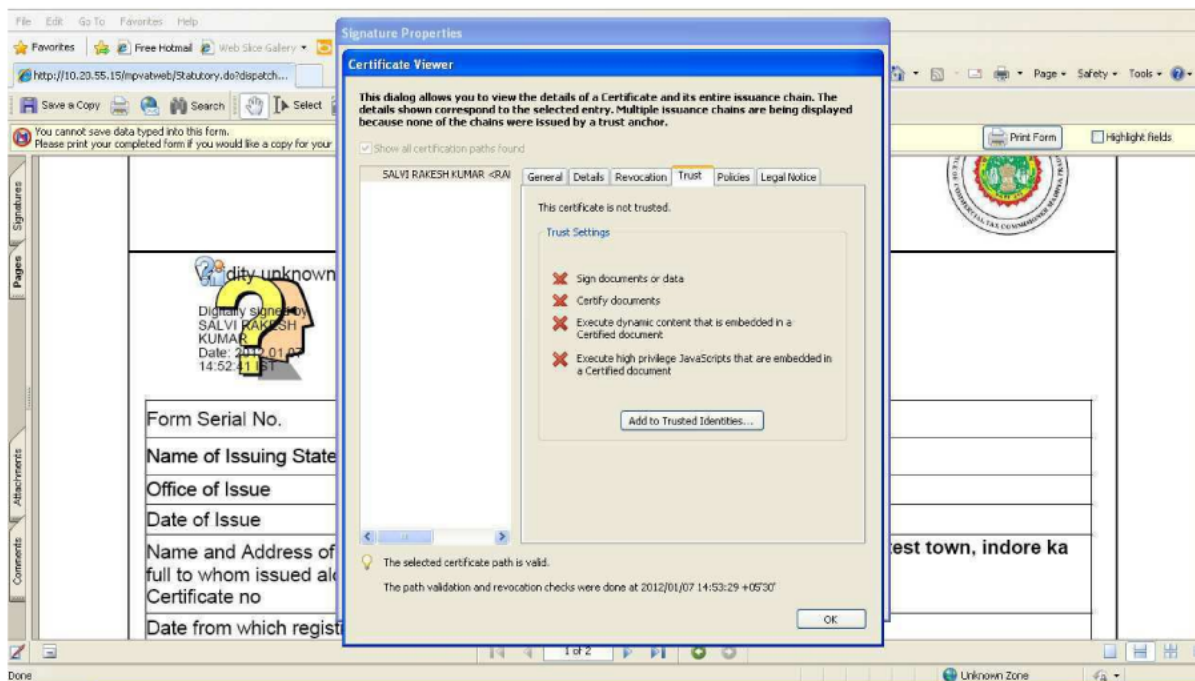 File Edit Go To Favorites Help
Favorites Free Hotmail Web Slice Gallery
http://10.20.55.15/mpvatweb/Statutory.do?dispatch...
Page Safety Tools
Save a Copy Search Select
You cannot save data typed into this form.
Please print your completed form if you would like a copy for your
Print Form Highlight fields
Signature Properties
Certificate Viewer
This dialog allows you to view the details of a Certificate and its entire issuance chain. The
details shown correspond to the selected entry. Multiple issuance chains are being displayed
because none of the chains were issued by a trust anchor.
Show all certification paths found
SALVI RAKESH KUMAR <RA
General Details Revocation Trust Policies Legal Notice
This certificate is not trusted.
Trust Settings
Sign documents or data
Certify documents
Execute dynamic content that is embedded in a
Certified document
Execute high privilege JavaScripts that are embedded in
a Certified document
Add to Trusted Identities...
The selected certificate path is valid.
The path validation and revocation checks were done at 2012/01/07 14:53:29 +05'30'
OK
Signatures
Pages
Attachments
Comments
dity unknown
Digitally signed by
SALVI RAKESH
KUMAR
Date: 2012.01.07
14:52:41 IST
Form Serial No.
Name of Issuing State
Office of Issue
Date of Issue
Name and Address of
full to whom issued alo
Certificate no
est town, indore ka
Date from which regist
1 of 2
Done
Unknown Zone